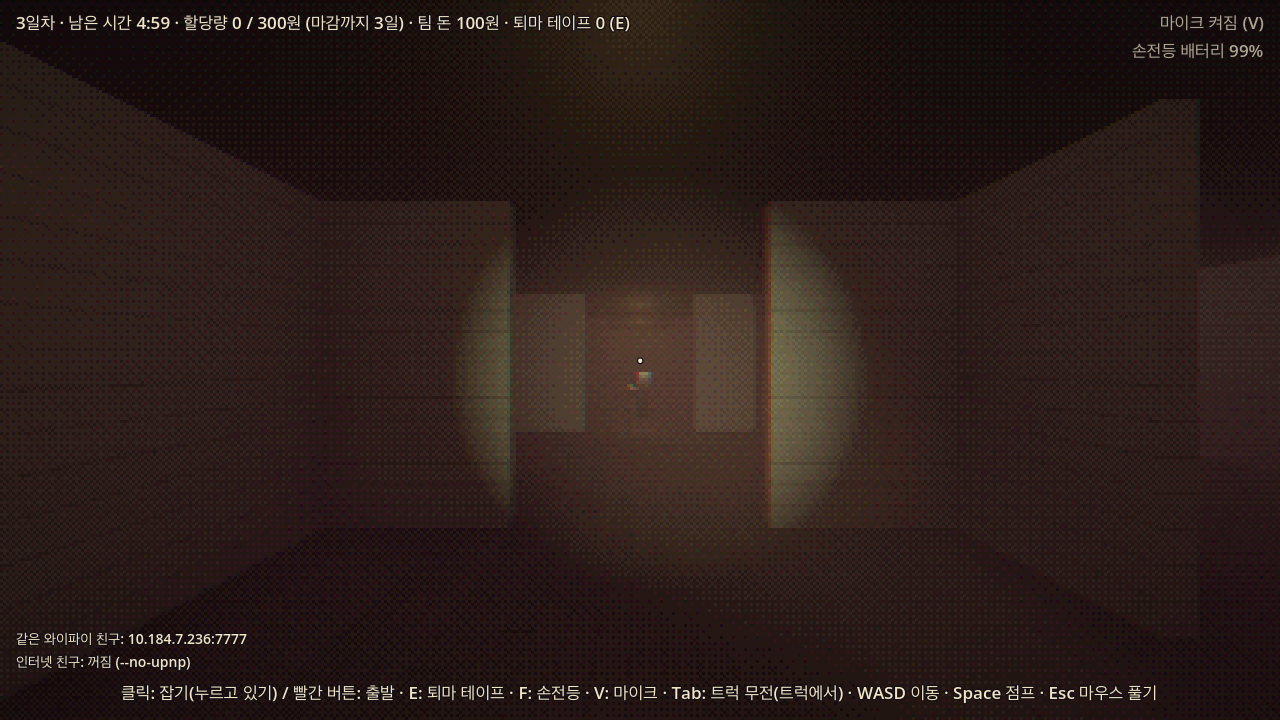 3일차 · 남은 시간 4:59 · 할당량 0 / 300원 (마감까지 3일) · 팀 돈 100원 · 퇴마 테이프 0 (E)
마이크 켜짐 (V)
손전등 배터리 99%
같은 와이파이 친구: 10.184.7.236:7777
인터넷 친구: 꺼짐 (--no-upnp)
클릭: 잡기(누르고 있기) / 빨간 버튼: 출발 · E: 퇴마 테이프 · F: 손전등 · V: 마이크 · Tab: 트럭 무전(트럭에서) · WASD 이동 · Space 점프 · Esc 마우스 풀기